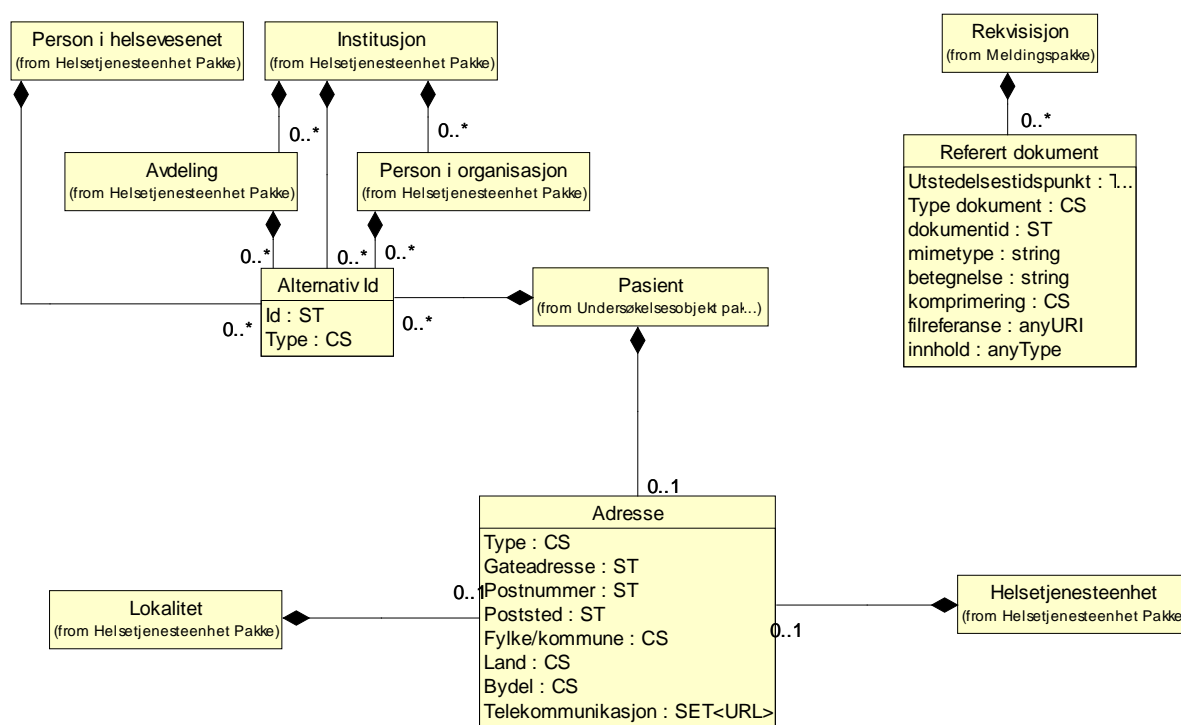 Person i helsevesenet
(from Helsetjenesteenhet Pakke)
Institusjon
(from Helsetjenesteenhet Pakke)
Rekvisisjon
(from Meldingspakke)
0..*
0..*
0..*
Avdeling
(from Helsetjenesteenhet Pakke)
Person i organisasjon
(from Helsetjenesteenhet Pakke)
Referert dokument
Utstedelsestidspunkt : T...
Type dokument : CS
dokumentid : ST
mimetype : string
betegnelse : string
komprimering : CS
filreferanse : anyURI
innhold : anyType
0..*
0..*
0..*
Alternativ Id
Id : ST
Type : CS
0..*
0..*
Pasient
(from Undersøkelsesobjekt pak...)
0..1
Adresse
Type : CS
Gateadresse : ST
Postnummer : ST
Poststed : ST
Fylke/kommune : CS
Land : CS
Bydel : CS
Telekommunikasjon : SET<URL>
0..1
Lokalitet
(from Helsetjenesteenhet Pakke)
0..1
Helsetjenesteenhet
(from Helsetjenesteenhet Pakke)